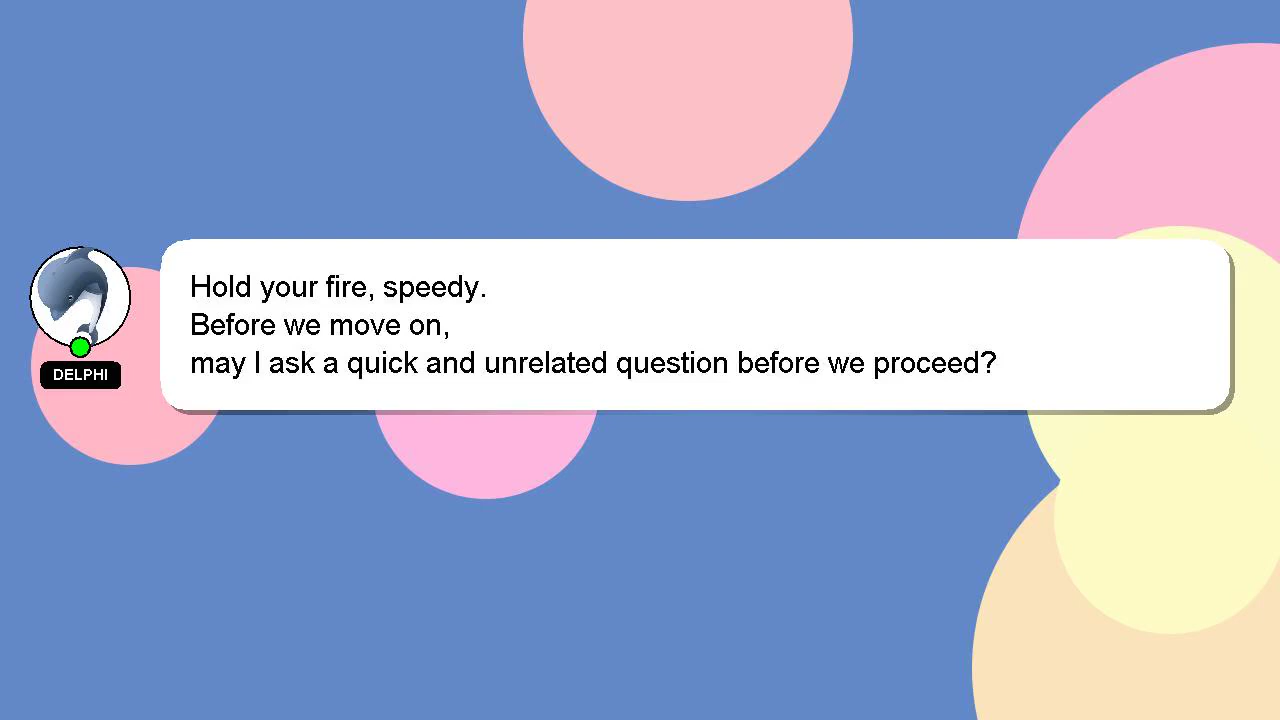 Hold your fire, speedy.
Before we move on,
may I ask a quick and unrelated question before we proceed?
DELPHI